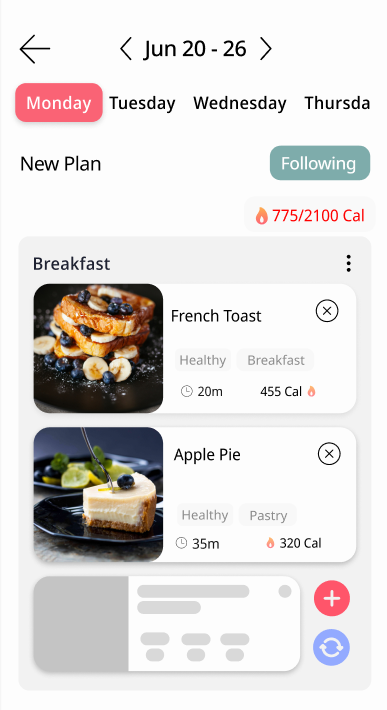 Jun 20 - 26
Monday Tuesday Wednesday Thursda
New Plan Following
775/2100 Cal
Breakfast
French Toast
Healthy Breakfast
20m 455 Cal
Apple Pie
Healthy Pastry
35m 320 Cal